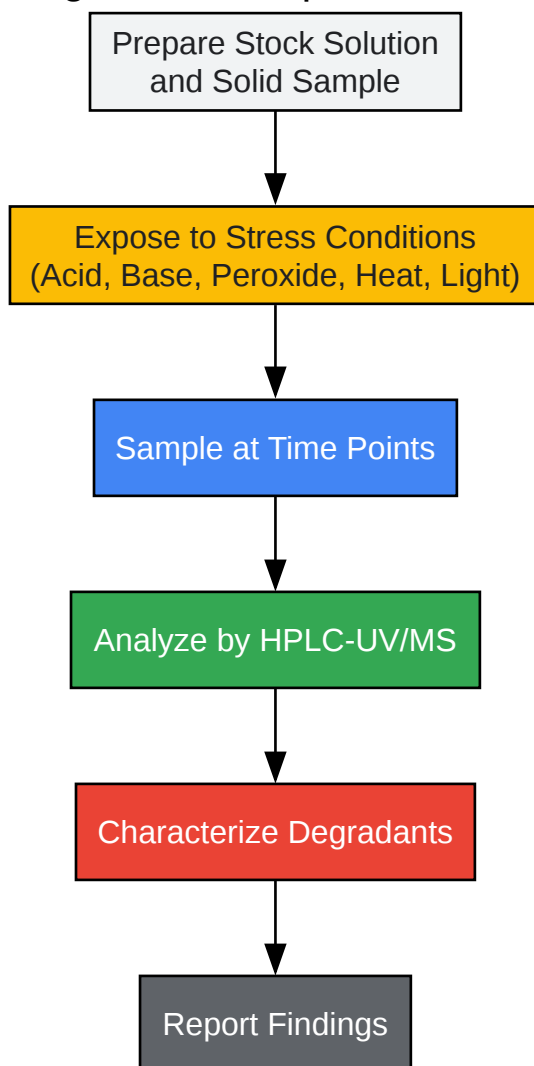 Prepare Stock Solution
and Solid Sample
Expose to Stress Conditions
(Acid, Base, Peroxide, Heat, Light)
Sample at Time Points
Analyze by HPLC-UV/MS
Characterize Degradants
Report Findings